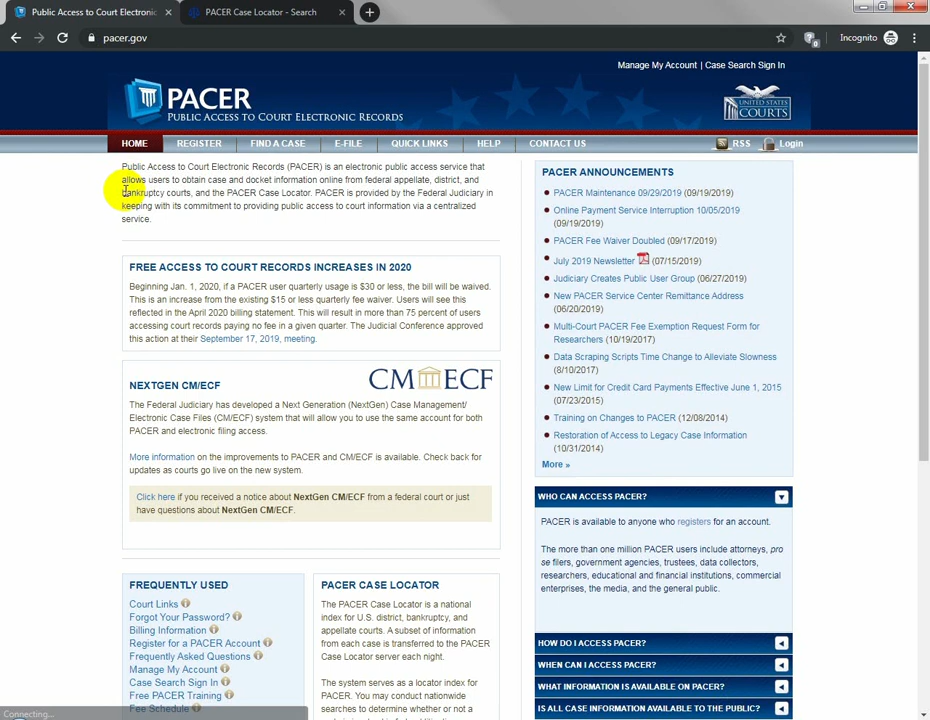 Public Access to Court Electronic
PACER Case Locator - Search
pacer.gov
Incognito
Manage My Account | Case Search Sign In
PACER
PUBLIC ACCESS TO COURT ELECTRONIC RECORDS
UNITED STATES
COURTS
HOME
REGISTER
FIND A CASE
E-FILE
QUICK LINKS
HELP
CONTACT US
RSS
Login
Public Access to Court Electronic Records (PACER) is an electronic public access service that
allows users to obtain case and docket information online from federal appellate, district, and
bankruptcy courts, and the PACER Case Locator. PACER is provided by the Federal Judiciary in
keeping with its commitment to providing public access to court information via a centralized
service.
FREE ACCESS TO COURT RECORDS INCREASES IN 2020
Beginning Jan. 1, 2020, if a PACER user quarterly usage is $30 or less, the bill will be waived.
This is an increase from the existing $15 or less quarterly fee waiver. Users will see this
reflected in the April 2020 billing statement. This will result in more than 75 percent of users
accessing court records paying no fee in a given quarter. The Judicial Conference approved
this action at their September 17, 2019, meeting.
CM ECF
NEXTGEN CM/ECF
The Federal Judiciary has developed a Next Generation (NextGen) Case Management/
Electronic Case Files (CM/ECF) system that will allow you to use the same account for both
PACER and electronic filing access.
More information on the improvements to PACER and CM/ECF is available. Check back for
updates as courts go live on the new system.
Click here if you received a notice about NextGen CM/ECF from a federal court or just
have questions about NextGen CM/ECF.
FREQUENTLY USED
Court Links
Forgot Your Password?
Billing Information
Register for a PACER Account
Frequently Asked Questions
Manage My Account
Case Search Sign In
Free PACER Training
Fee Schedule
PACER CASE LOCATOR
The PACER Case Locator is a national
index for U.S. district, bankruptcy, and
appellate courts. A subset of information
from each case is transferred to the PACER
Case Locator server each night.
The system serves as a locator index for
PACER. You may conduct nationwide
searches to determine whether or not a
PACER ANNOUNCEMENTS
PACER Maintenance 09/29/2019 (09/19/2019)
Online Payment Service Interruption 10/05/2019
(09/19/2019)
PACER Fee Waiver Doubled (09/17/2019)
July 2019 Newsletter (07/15/2019)
Judiciary Creates Public User Group (06/27/2019)
New PACER Service Center Remittance Address
(06/20/2019)
Multi-Court PACER Fee Exemption Request Form for
Researchers (10/19/2017)
Data Scraping Scripts Time Change to Alleviate Slowness
(8/10/2017)
New Limit for Credit Card Payments Effective June 1, 2015
(07/23/2015)
Training on Changes to PACER (12/08/2014)
Restoration of Access to Legacy Case Information
(10/31/2014)
More »
WHO CAN ACCESS PACER?
PACER is available to anyone who registers for an account.
The more than one million PACER users include attorneys, pro
se filers, government agencies, trustees, data collectors,
researchers, educational and financial institutions, commercial
enterprises, the media, and the general public.
HOW DO I ACCESS PACER?
WHEN CAN I ACCESS PACER?
WHAT INFORMATION IS AVAILABLE ON PACER?
IS ALL CASE INFORMATION AVAILABLE TO THE PUBLIC?
Connecting...